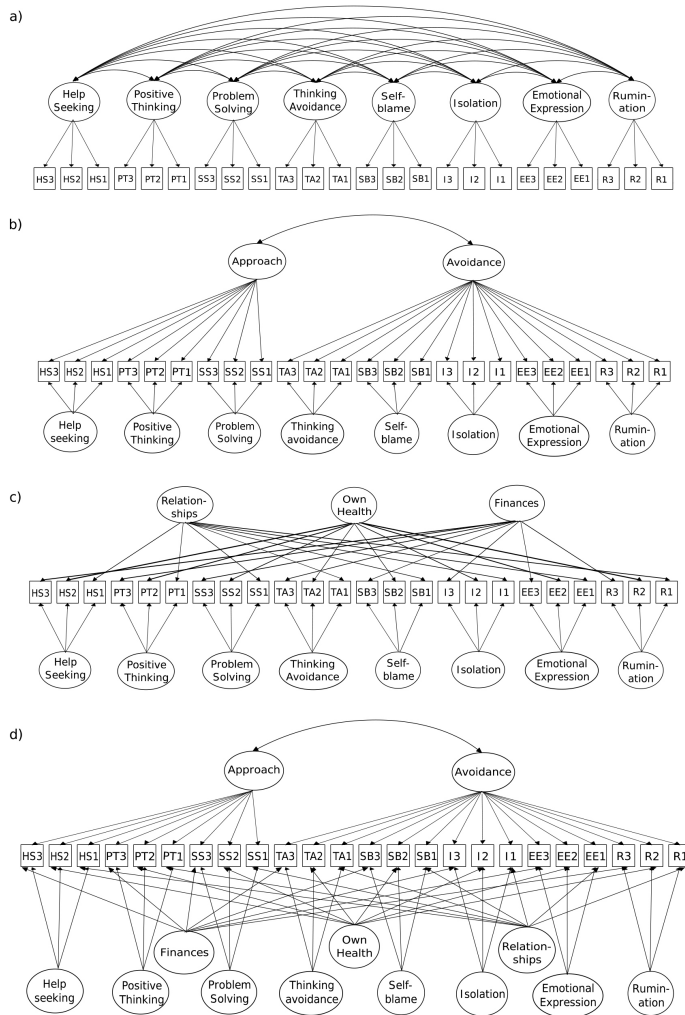 a)
Help
Seeking
Positive
Thinking
Problem
Solving
Thinking
Avoidance
Self-
blame
Isolation
Emotional
Expression
Rumin-
ation
HS3 HS2 HS1 PT3 PT2 PT1 SS3 SS2 SS1 TA3 TA2 TA1 SB3 SB2 SB1 I3 I2 I1 EE3 EE2 EE1 R3 R2 R1
b)
Approach
Avoidance
HS3 HS2 HS1 PT3 PT2 PT1 SS3 SS2 SS1 TA3 TA2 TA1 SB3 SB2 SB1 I3 I2 I1 EE3 EE2 EE1 R3 R2 R1
Help
seeking
Positive
Thinking
Problem
Solving
Thinking
avoidance
Self-
blame
Isolation
Emotional
Expression
Rumin-
ation
c)
Relation-
ships
Own
Health
Finances
HS3 HS2 HS1 PT3 PT2 PT1 SS3 SS2 SS1 TA3 TA2 TA1 SB3 SB2 SB1 I3 I2 I1 EE3 EE2 EE1 R3 R2 R1
Help
Seeking
Positive
Thinking
Problem
Solving
Thinking
Avoidance
Self-
blame
Isolation
Emotional
Expression
Rumin-
ation
d)
Approach
Avoidance
HS3 HS2 HS1 PT3 PT2 PT1 SS3 SS2 SS1 TA3 TA2 TA1 SB3 SB2 SB1 I3 I2 I1 EE3 EE2 EE1 R3 R2 R1
Finances
Own
Health
Relation-
ships
Help
seeking
Positive
Thinking
Problem
Solving
Thinking
avoidance
Self-
blame
Isolation
Emotional
Expression
Rumin-
ation